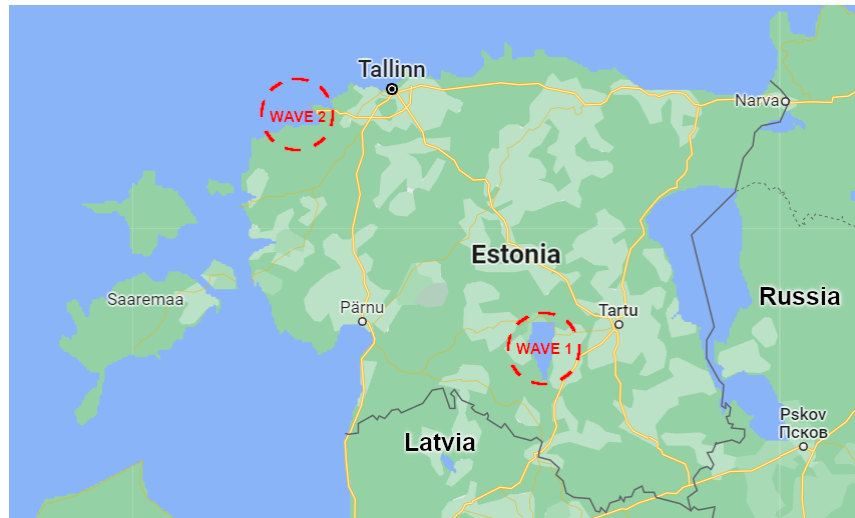 Tallinn
WAVE 2
Narva
Estonia
Saaremaa
Pärnu
Tartu
Russia
WAVE 1
Pskov
Псков
Latvia